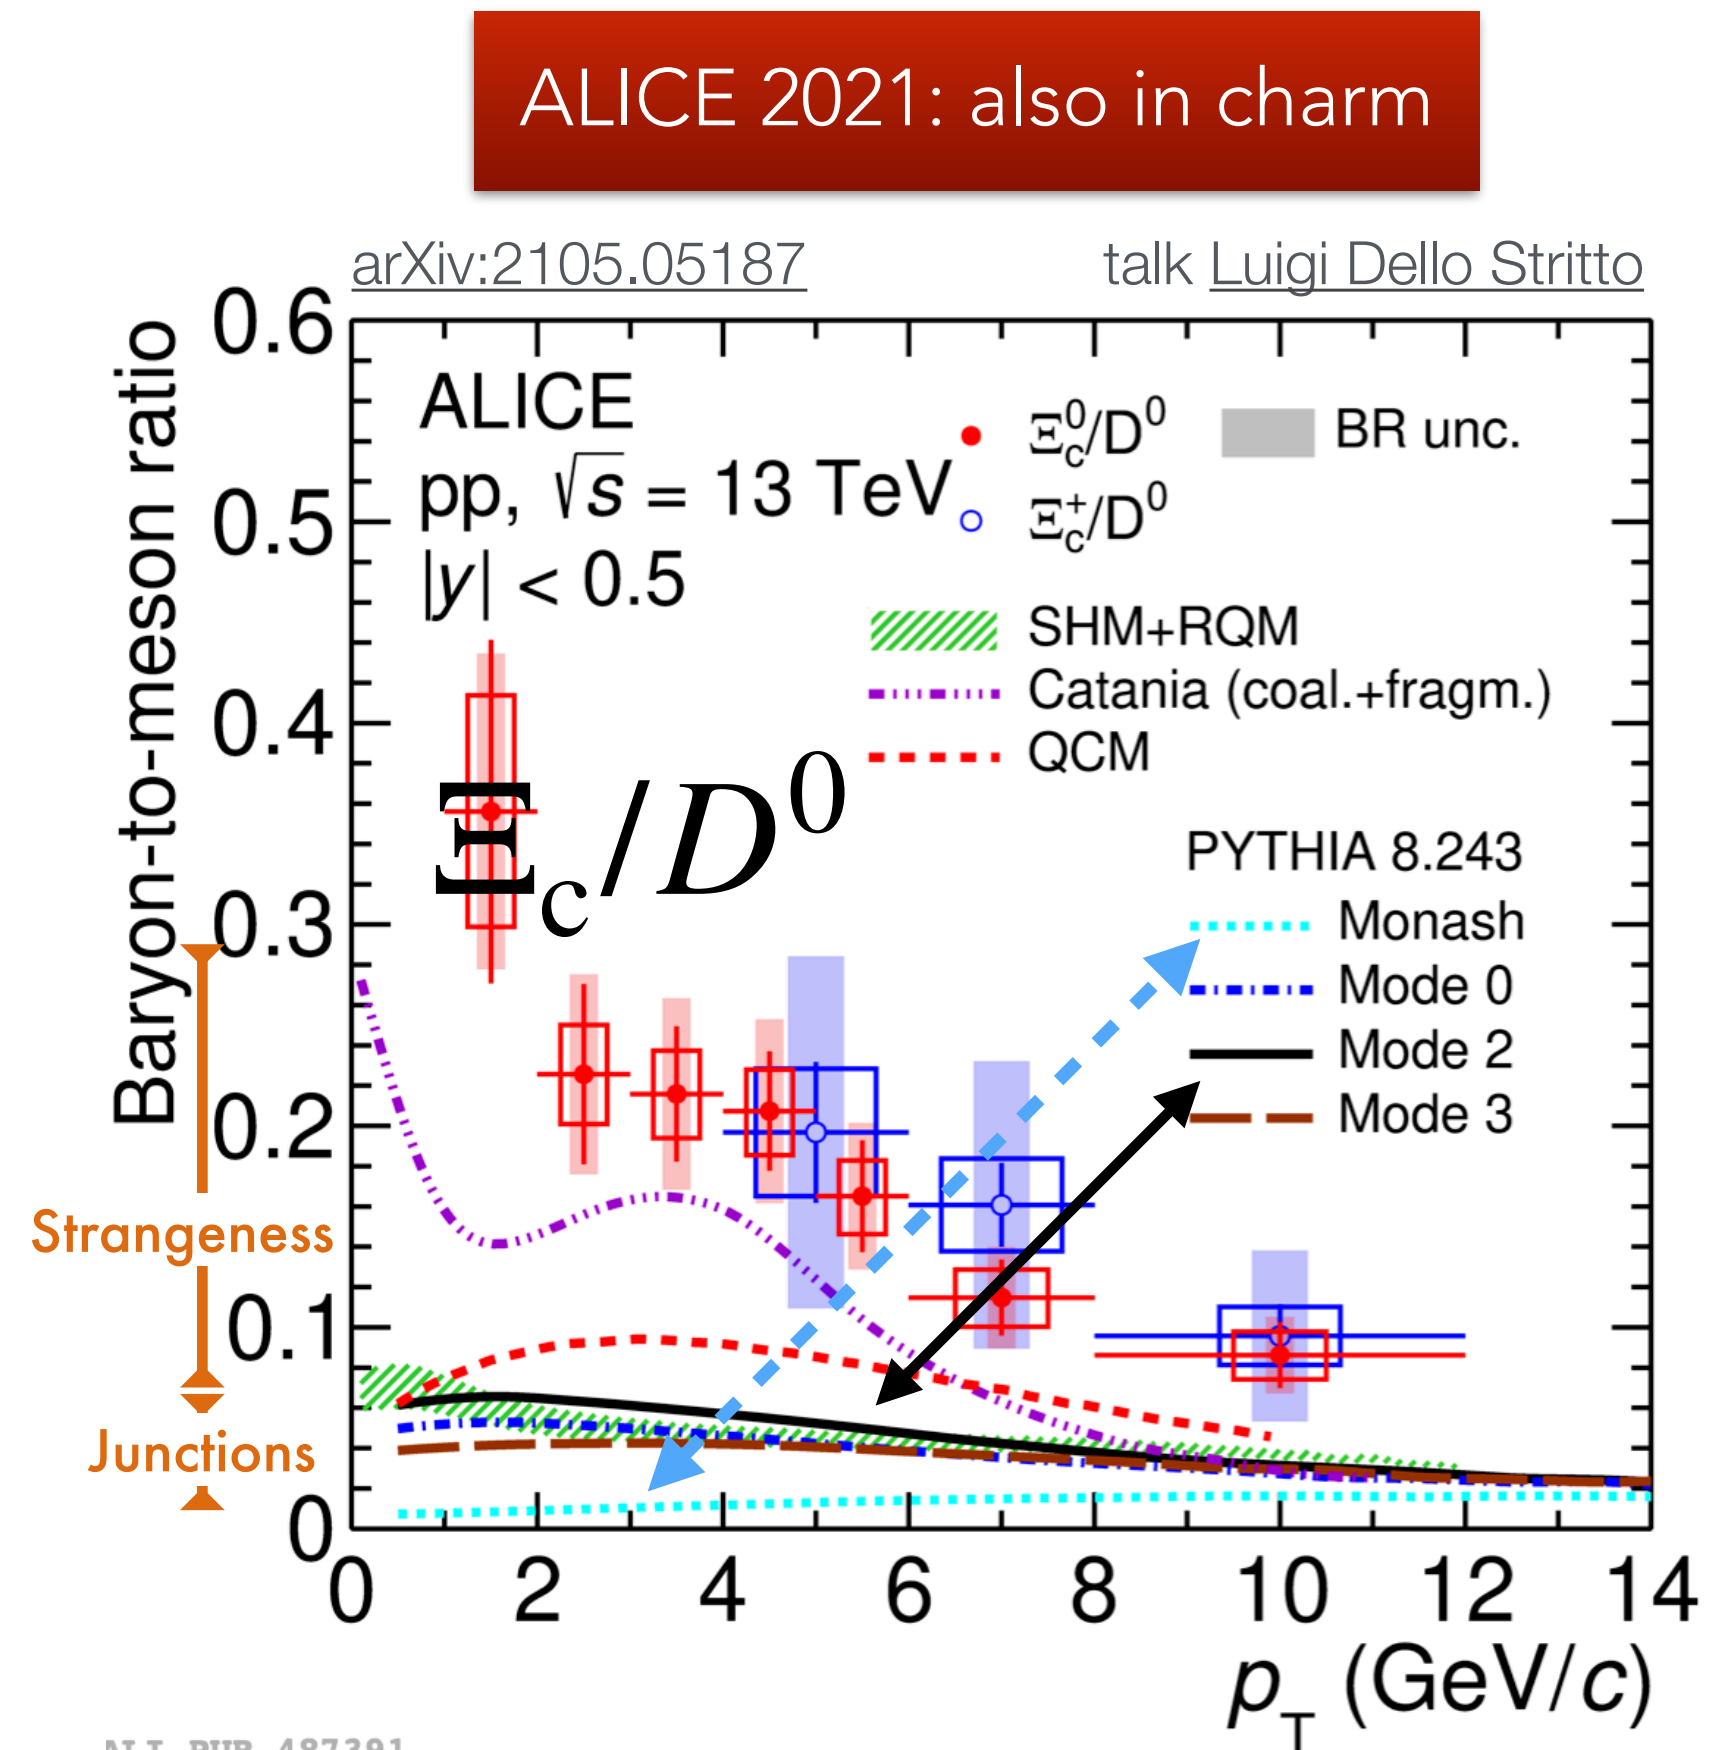 ALICE 2021: also in charm
arXiv:2105.05187 talk Luigi Dello Stritto
Baryon-to-meson ratio
0.6
0.5
0.4
0.3
0.2
0.1
0
ALICE
pp, √s = 13 TeV
|y| < 0.5
Ξc⁰/D⁰
Ξc⁺/D⁰
BR unc.
SHM+RQM
Catania (coal.+fragm.)
QCM
Ξc/D⁰
PYTHIA 8.243
Monash
Mode 0
Mode 2
Mode 3
Strangeness
Junctions
0 2 4 6 8 10 12 14
pT (GeV/c)
ALI-PUB-487391